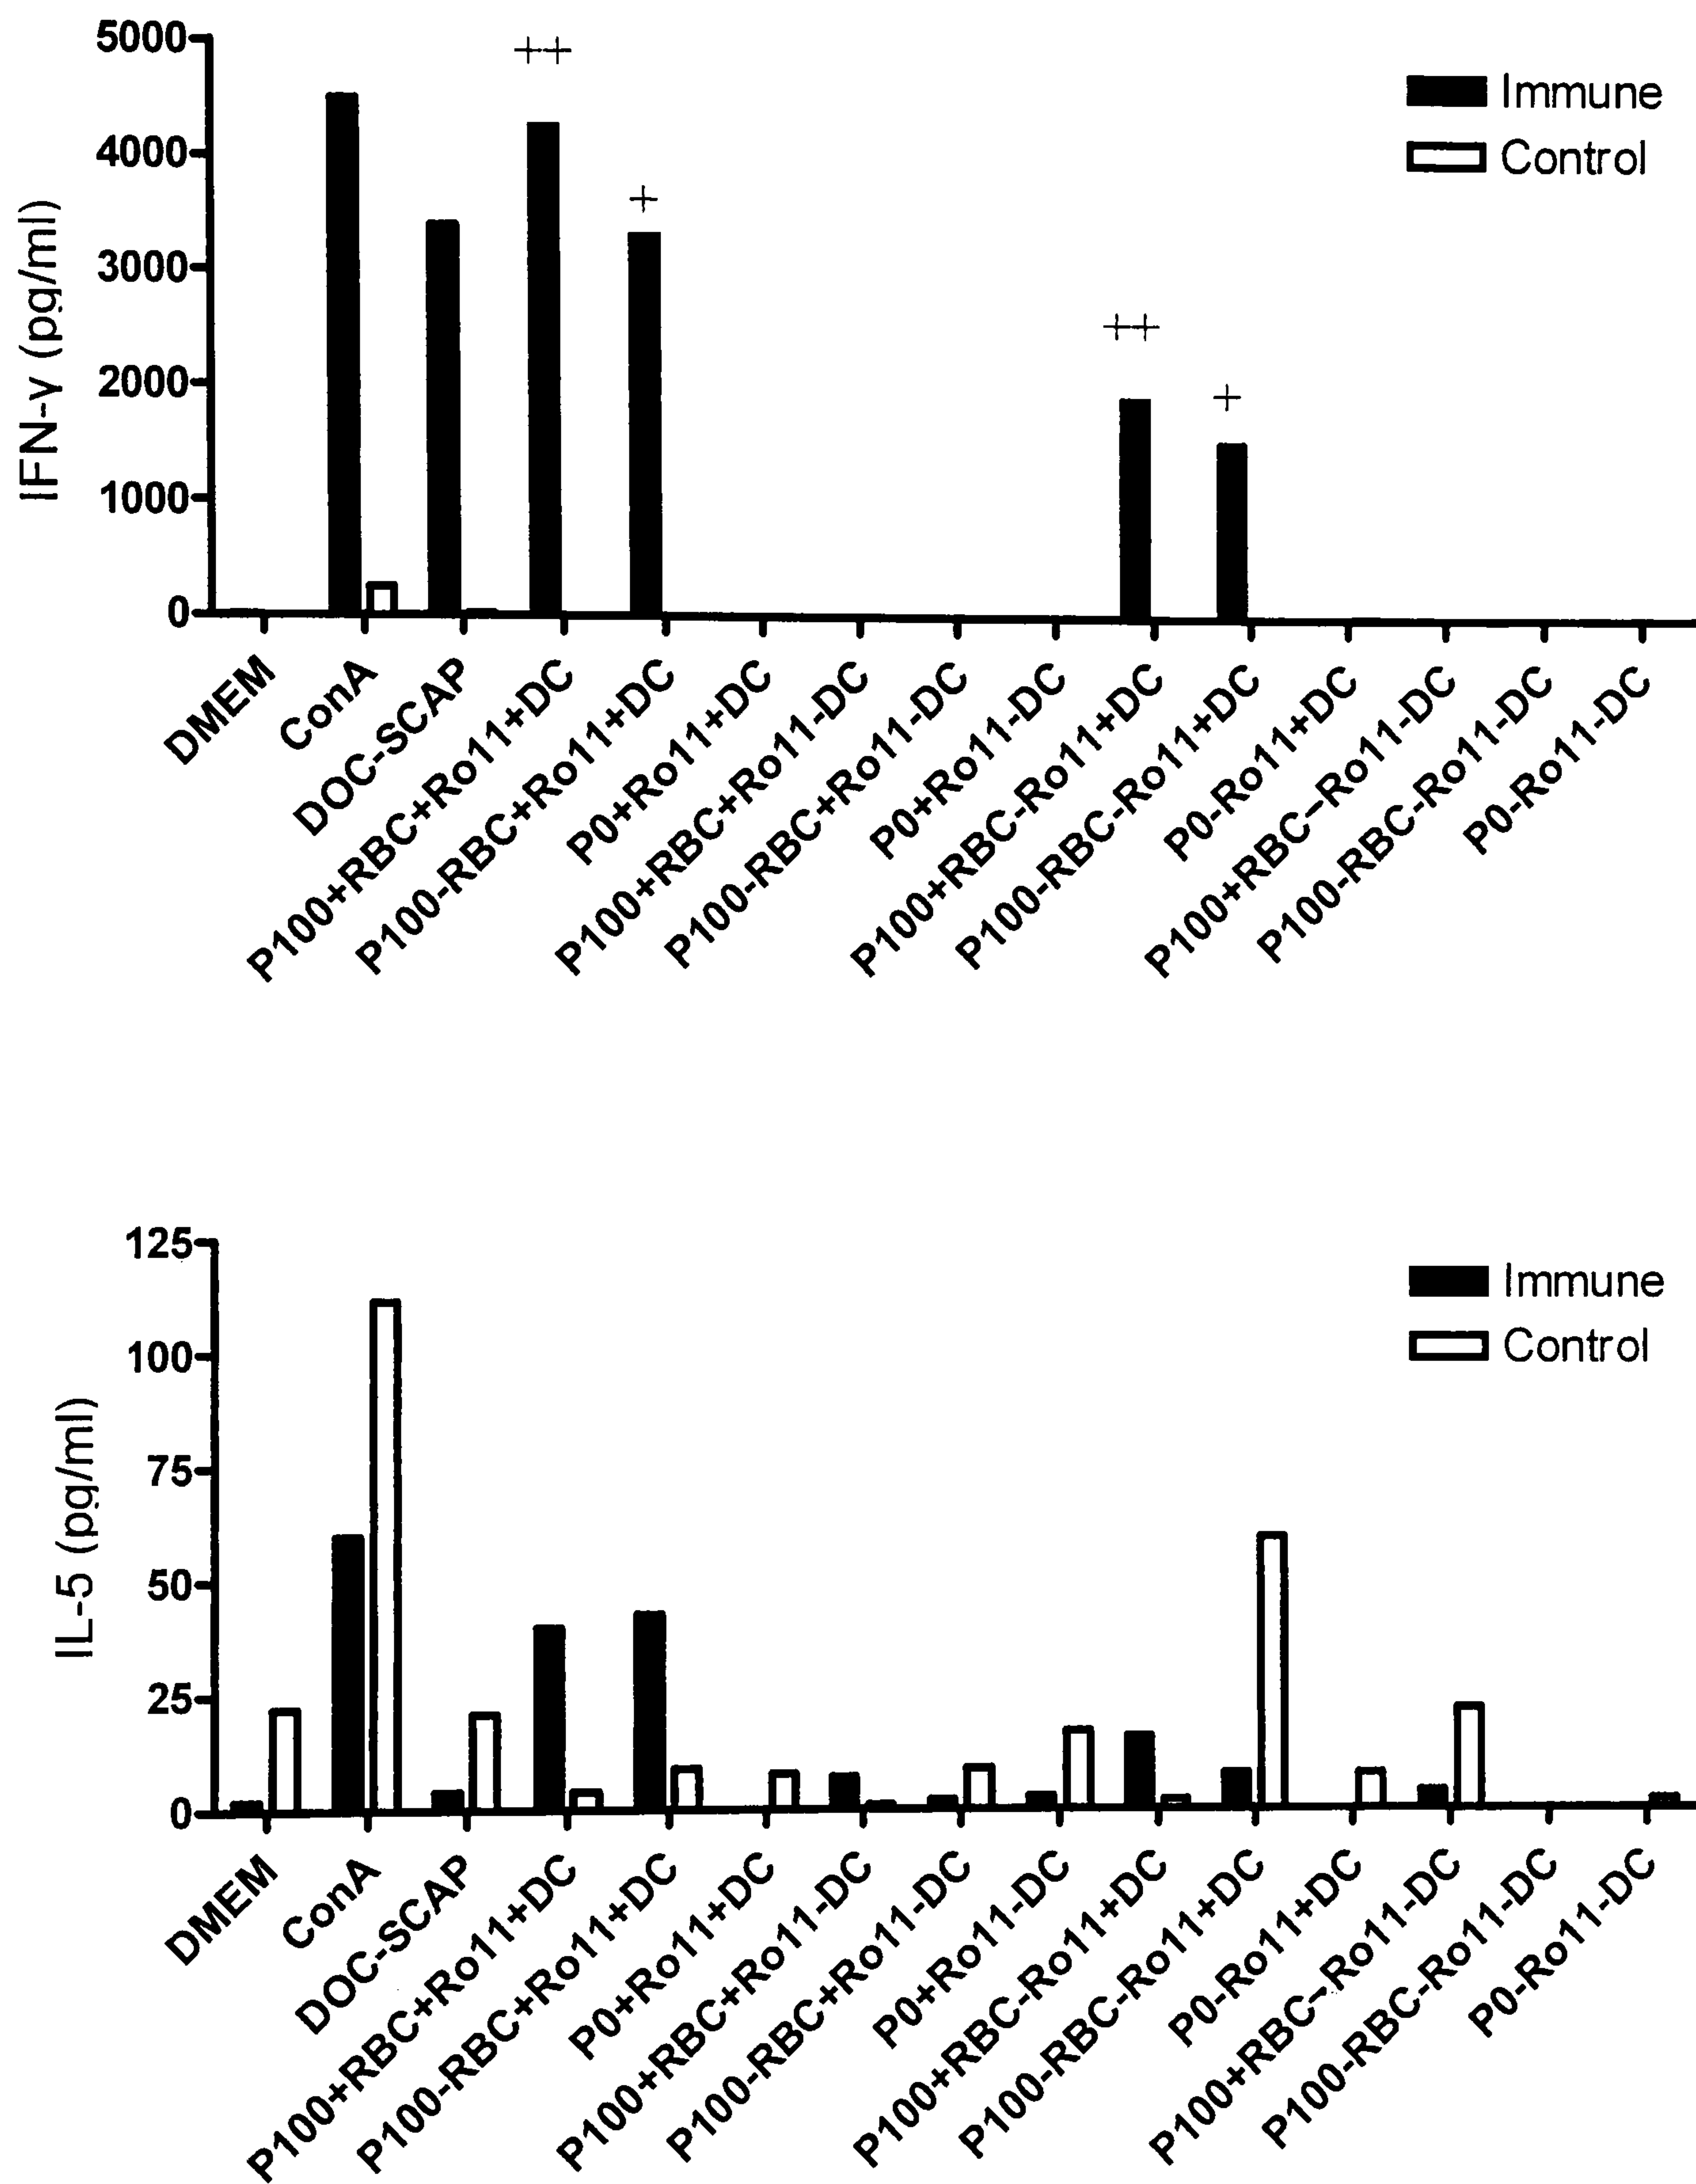 5000
4000
3000
2000
1000
0
IFN-γ (pg/ml)
++
+
++
+
Immune
Control
DMEM
ConA
DOC-SCAP
P100+RBC+Ro11+DC
P100-RBC+Ro11+DC
P0+Ro11+DC
P100+RBC+Ro11-DC
P100-RBC+Ro11-DC
P0+Ro11-DC
P100+RBC-Ro11+DC
P100-RBC-Ro11+DC
P0-Ro11+DC
P100+RBC-Ro11-DC
P100-RBC-Ro11-DC
P0-Ro11-DC
125
100
75
50
25
0
IL-5 (pg/ml)
Immune
Control
DMEM
ConA
DOC-SCAP
P100+RBC+Ro11+DC
P100-RBC+Ro11+DC
P0+Ro11+DC
P100+RBC+Ro11-DC
P100-RBC+Ro11-DC
P0+Ro11-DC
P100+RBC-Ro11+DC
P100-RBC-Ro11+DC
P0-Ro11+DC
P100+RBC-Ro11-DC
P100-RBC-Ro11-DC
P0-Ro11-DC